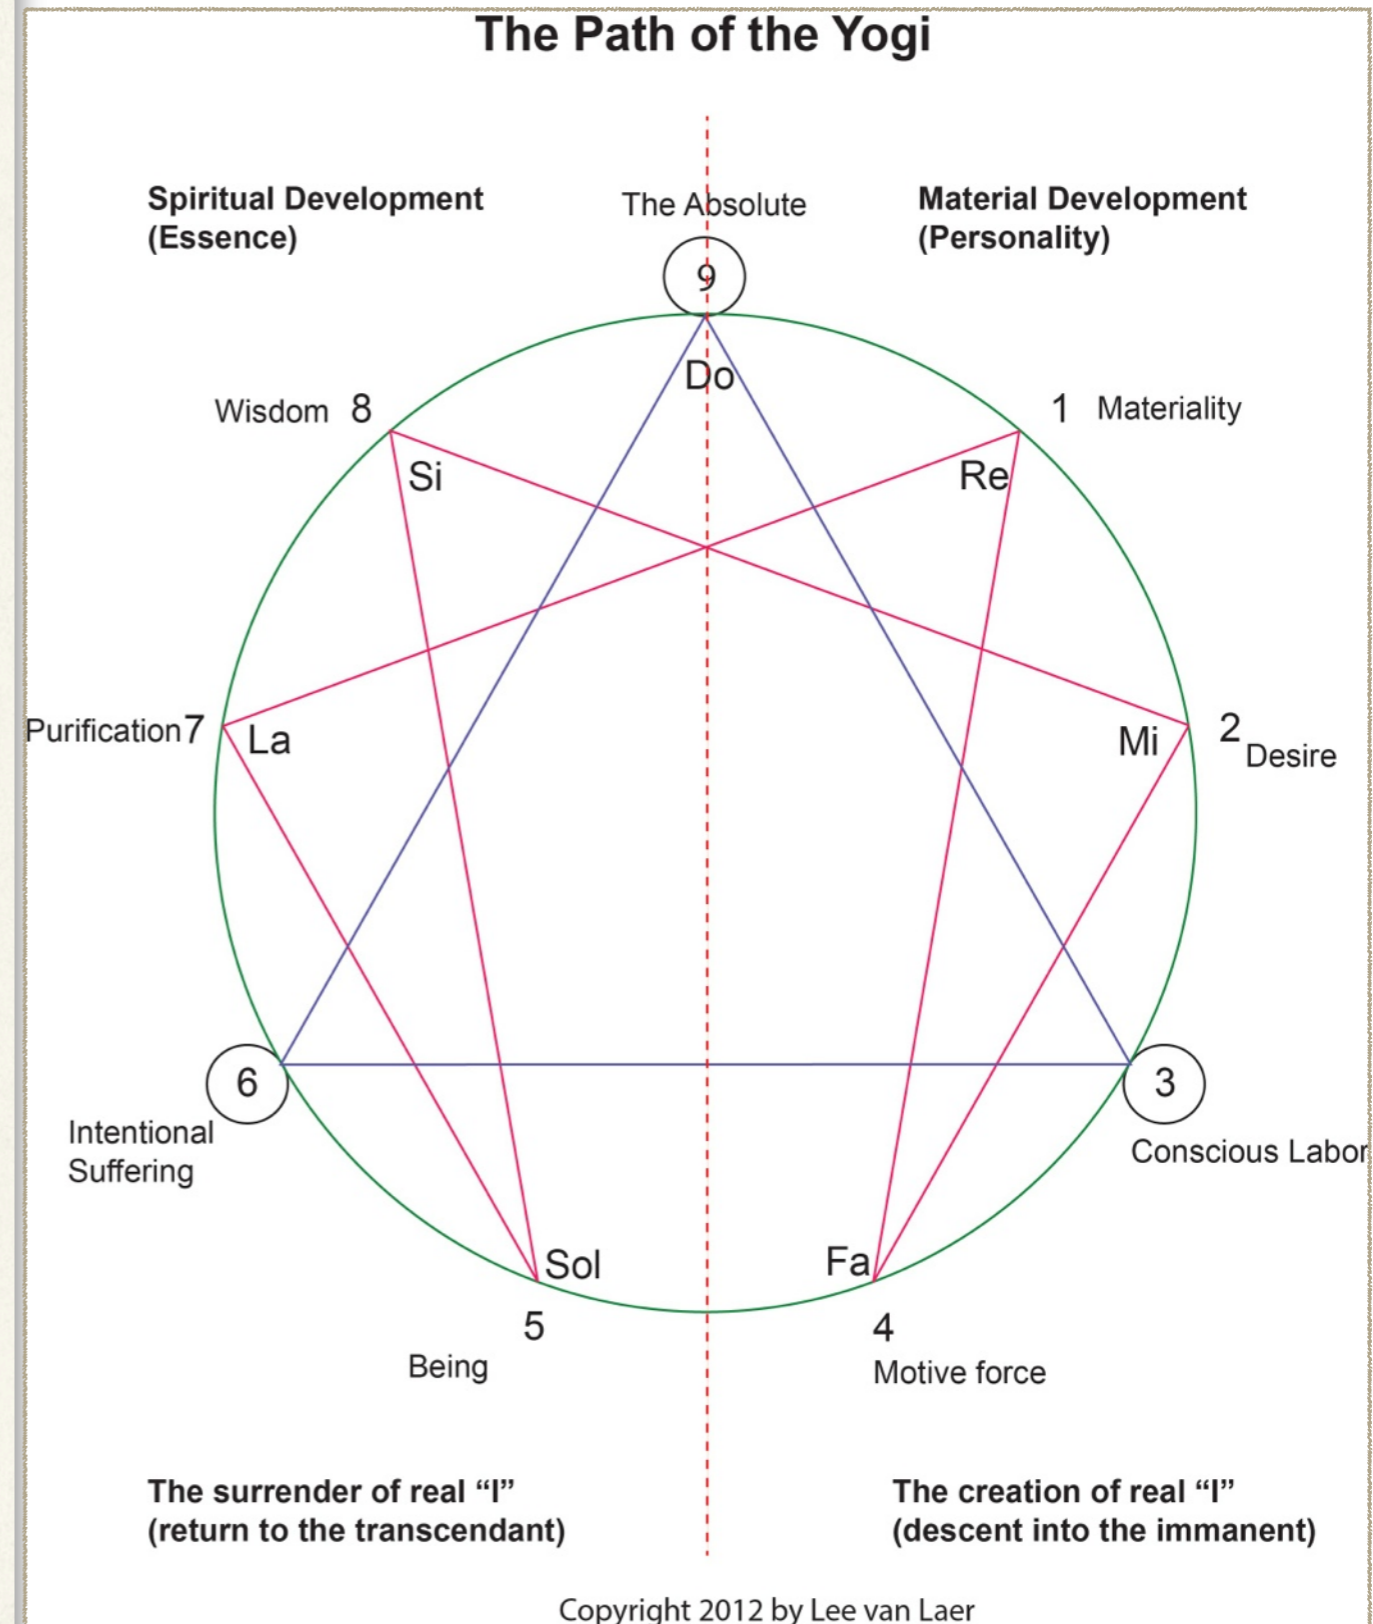 The Path of the Yogi
Spiritual Development
(Essence)
The Absolute
Material Development
(Personality)
9
Do
Wisdom 8
Si
1 Materiality
Re
Purification 7
La
2 Desire
Mi
6
Intentional
Suffering
3
Conscious Labor
Sol
5
Being
Fa
4
Motive force
The surrender of real “I”
(return to the transcendant)
The creation of real “I”
(descent into the immanent)
Copyright 2012 by Lee van Laer